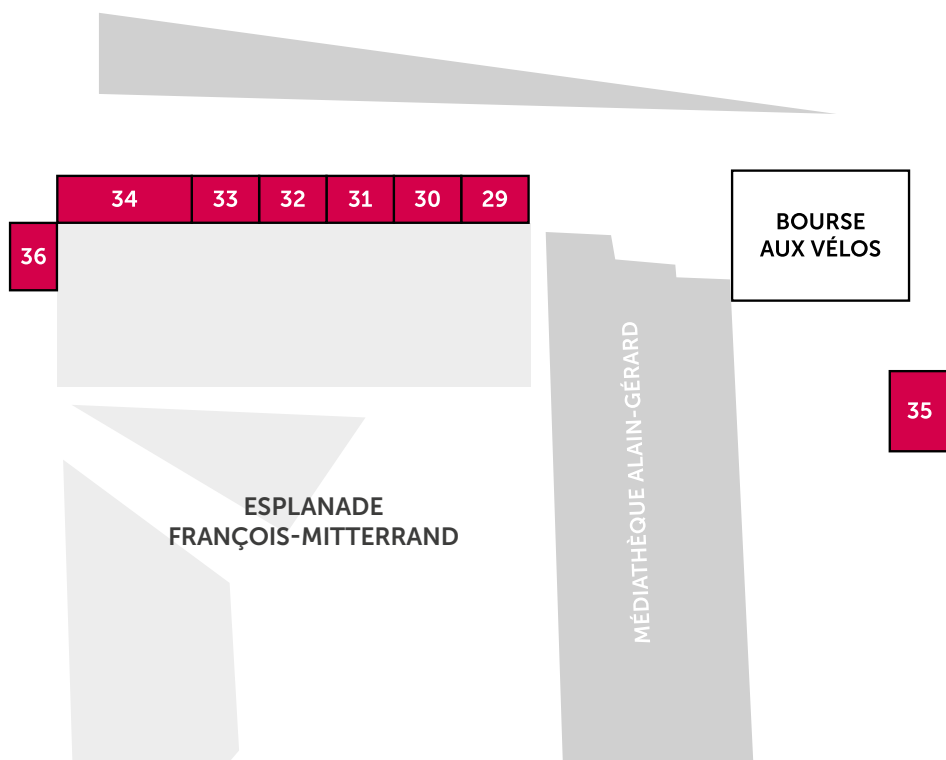 34 33 32 31 30 29
36
BOURSE
AUX VÉLOS
35
MÉDIATHÈQUE ALAIN-GÉRARD
ESPLANADE
FRANÇOIS-MITTERRAND